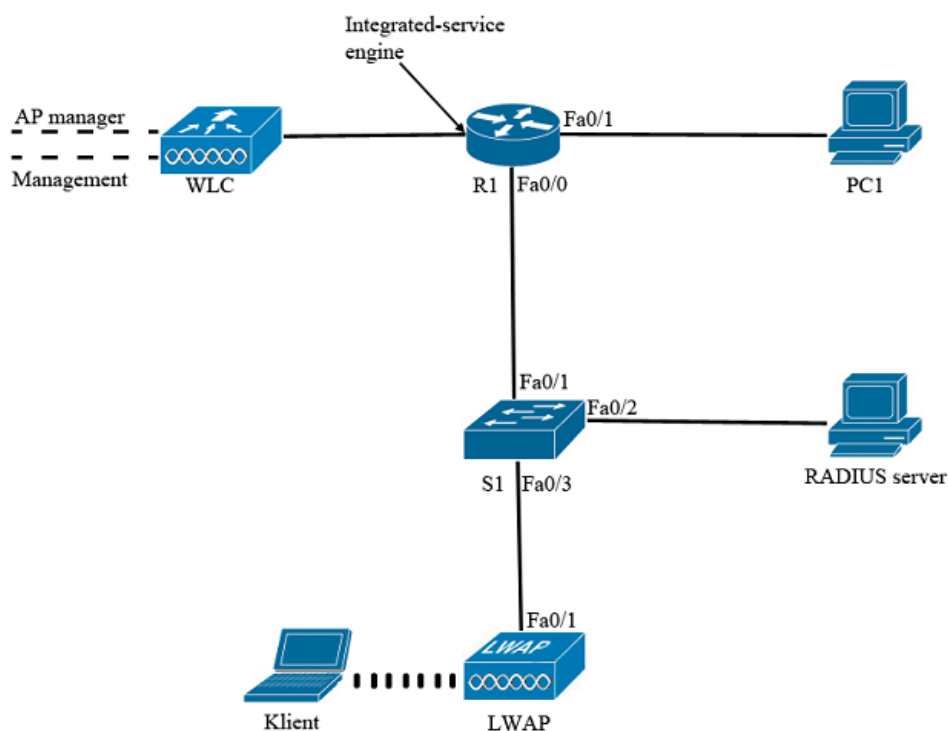 Integrated-service
engine
AP manager
Management
WLC
R1
Fa0/1
Fa0/0
PC1
Fa0/1
Fa0/2
S1
Fa0/3
RADIUS server
Fa0/1
LWAP
Klient
LWAP